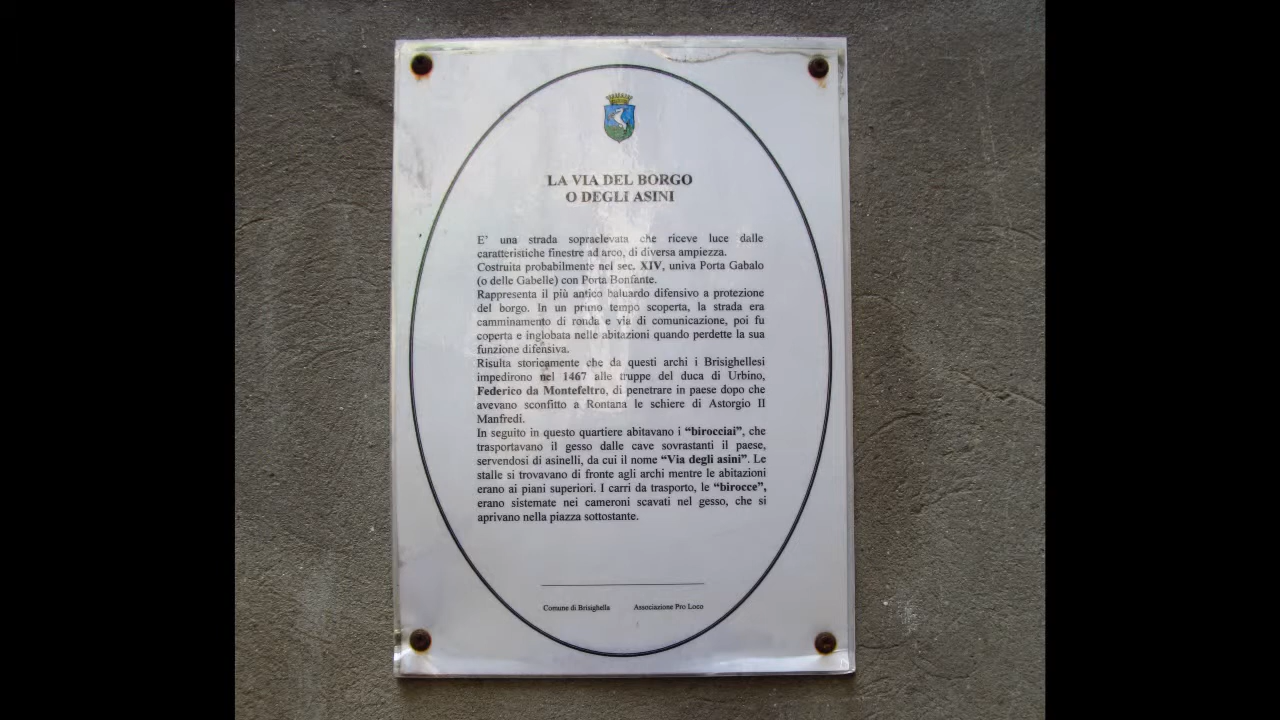 LA VIA DEL BORGO
O DEGLI ASINI
E' una strada sopraelevata che riceve luce dalle
caratteristiche finestre ad arco, di diversa ampiezza.
Costruita probabilmente nel sec. XIV, univa Porta Gabalo
(o delle Gabelle) con Porta Bonfante.
Rappresenta il più antico baluardo difensivo a protezione
del borgo. In un primo tempo scoperta, la strada era
camminamento di ronda e via di comunicazione, poi fu
coperta e inglobata nelle abitazioni quando perdette la sua
funzione difensiva.
Risulta storicamente che da questi archi i Brisighellesi
impedirono nel 1467 alle truppe del duca di Urbino,
Federico da Montefeltro, di penetrare in paese dopo che
avevano sconfitto a Rontana le schiere di Astorgio II
Manfredi.
In seguito in questo quartiere abitavano i “birocciai”, che
trasportavano il gesso dalle cave sovrastanti il paese,
servendosi di asinelli, da cui il nome “Via degli asini”. Le
stalle si trovavano di fronte agli archi mentre le abitazioni
erano ai piani superiori. I carri da trasporto, le “birocce”,
erano sistemate nei cameroni scavati nel gesso, che si
aprivano nella piazza sottostante.
Comune di Brisighella Associazione Pro Loco